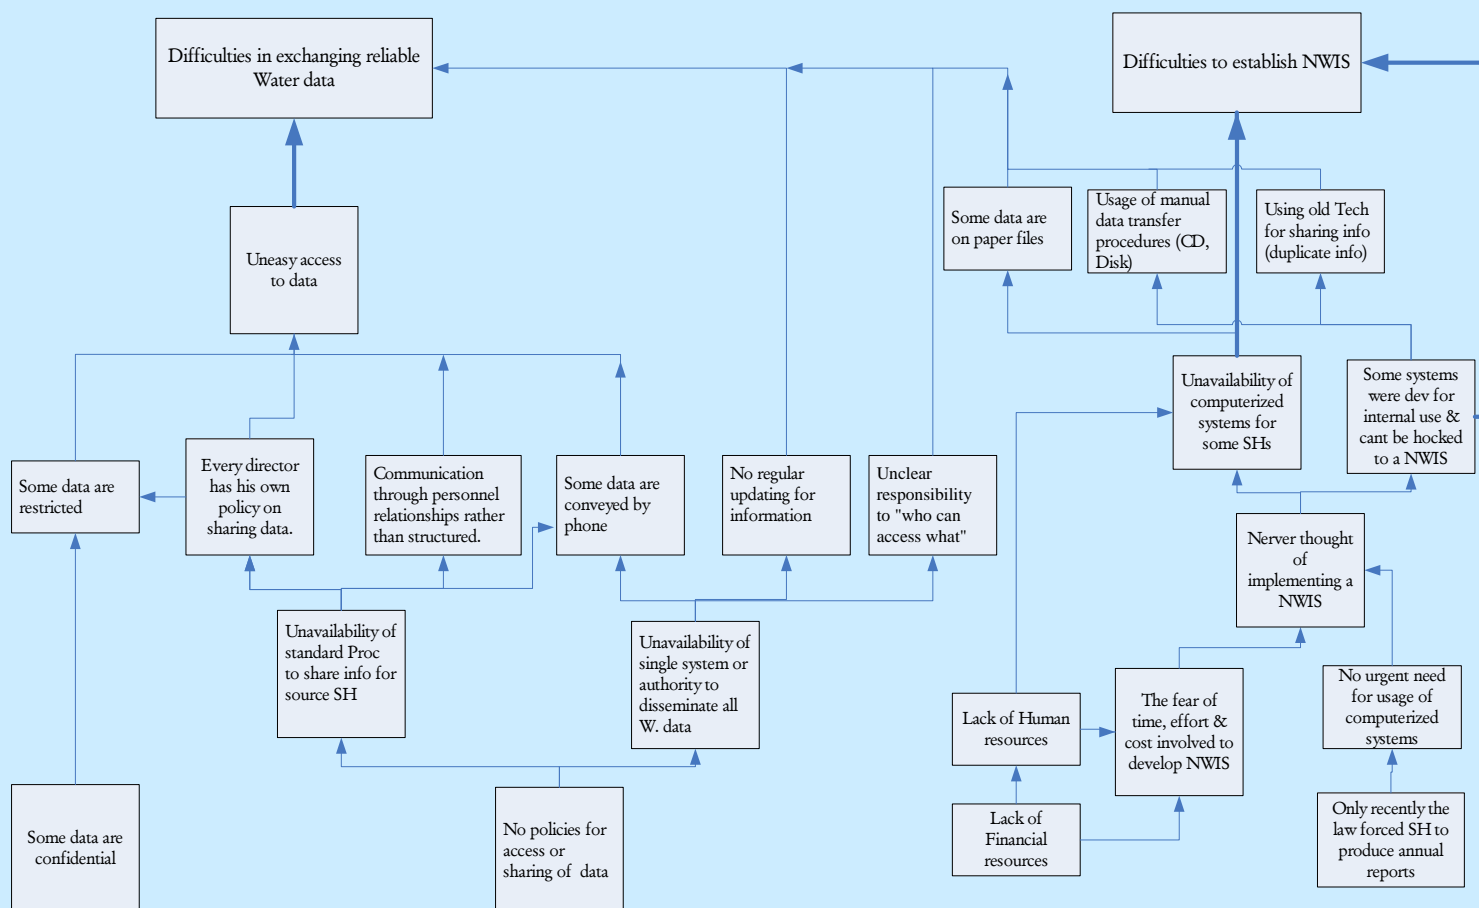 Difficulties in exchanging reliable
Water data
Difficulties to establish NWIS
Uneasy access
to data
Some data are
on paper files
Usage of manual
data transfer
procedures (CD,
Disk)
Using old Tech
for sharing info
(duplicate info)
Unavailability of
computerized
systems for
some SHs
Some systems
were dev for
internal use &
cant be hocked
to a NWIS
Some data are
restricted
Every director
has his own
policy on
sharing data.
Communication
through personnel
relationships rather
than structured.
Some data are
conveyed by
phone
No regular
updating for
information
Unclear
responsibility
to "who can
access what"
Nerver thought
of
implementing a
NWIS
Unavailability of
standard Proc
to share info for
source SH
Unavailability of
single system or
authority to
disseminate all
W. data
Lack of Human
resources
The fear of
time, effort &
cost involved to
develop NWIS
No urgent need
for usage of
computerized
systems
Some data are
confidential
No policies for
access or
sharing of data
Lack of
Financial
resources
Only recently the
law forced SH to
produce annual
reports